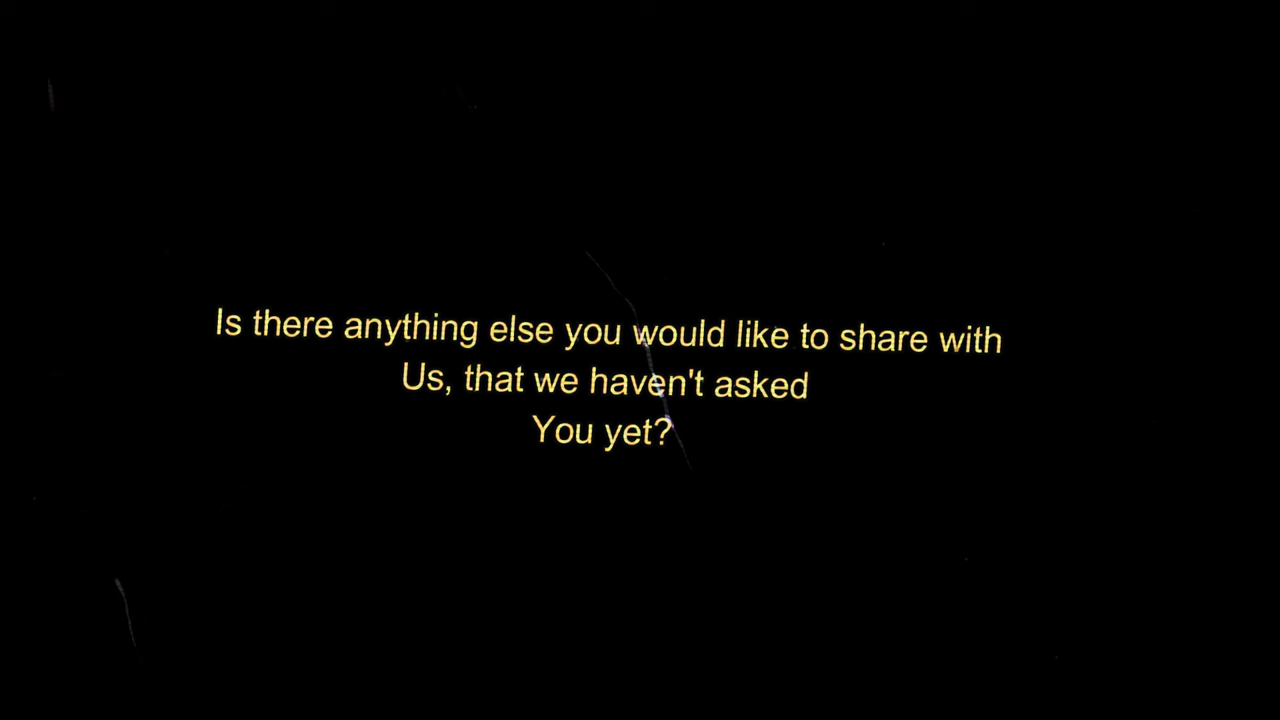 Is there anything else you would like to share with
Us, that we haven't asked
You yet?